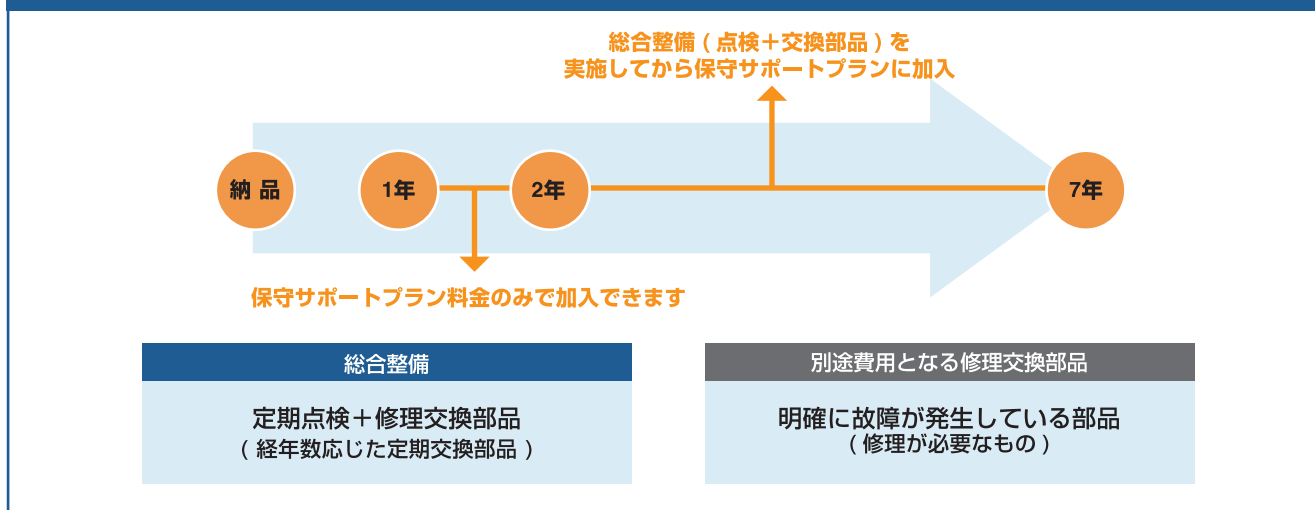 総合整備 ( 点検＋交換部品 ) を
実施してから保守サポートプランに加入
納 品
1年
2年
7年
保守サポートプラン料金のみで加入できます
総合整備
定期点検＋修理交換部品
( 経年数応じた定期交換部品 )
別途費用となる修理交換部品
明確に故障が発生している部品
( 修理が必要なもの )